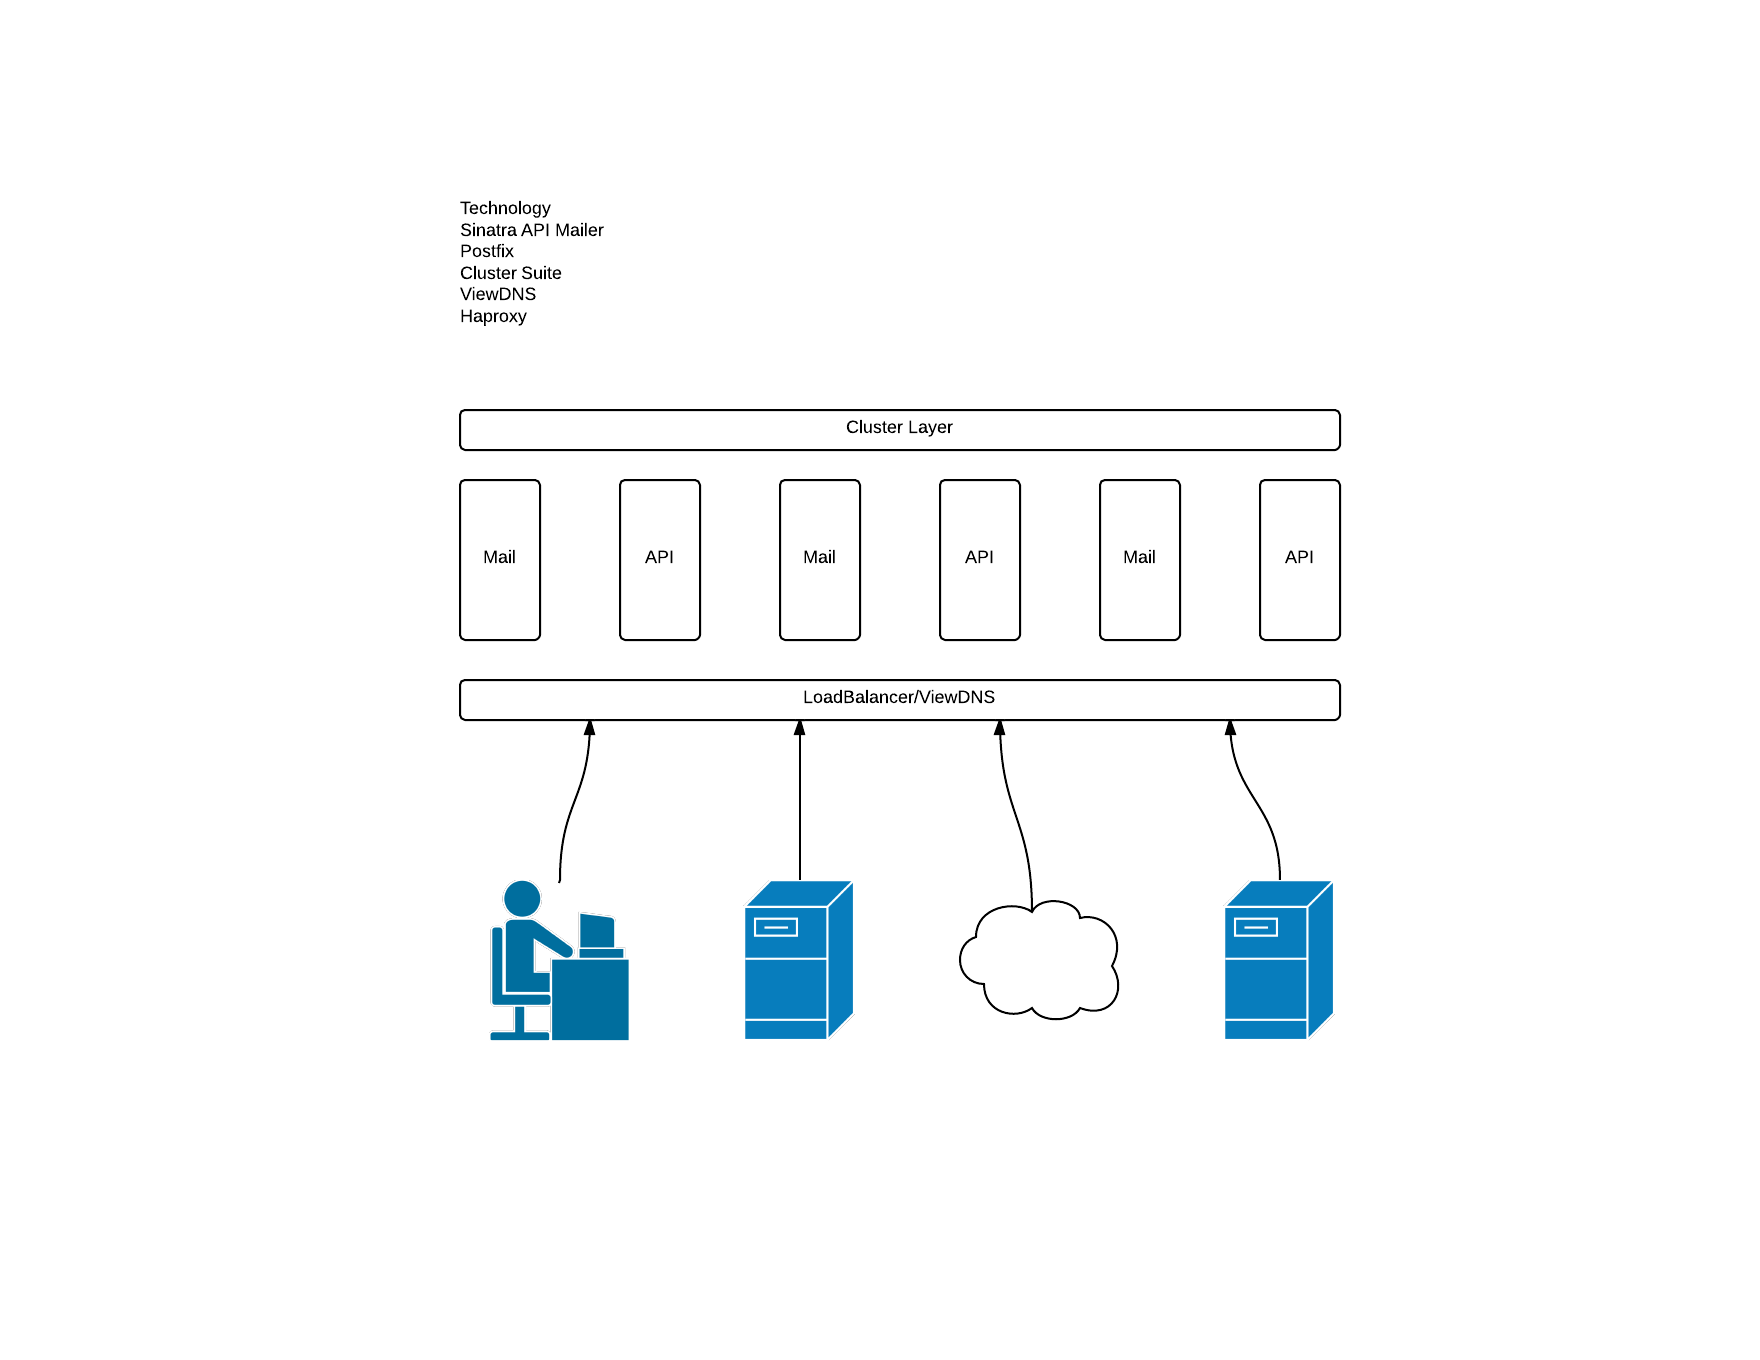 Technology
Sinatra API Mailer
Postfix
Cluster Suite
ViewDNS
Haproxy
Cluster Layer
Mail API Mail API Mail API
LoadBalancer/ViewDNS